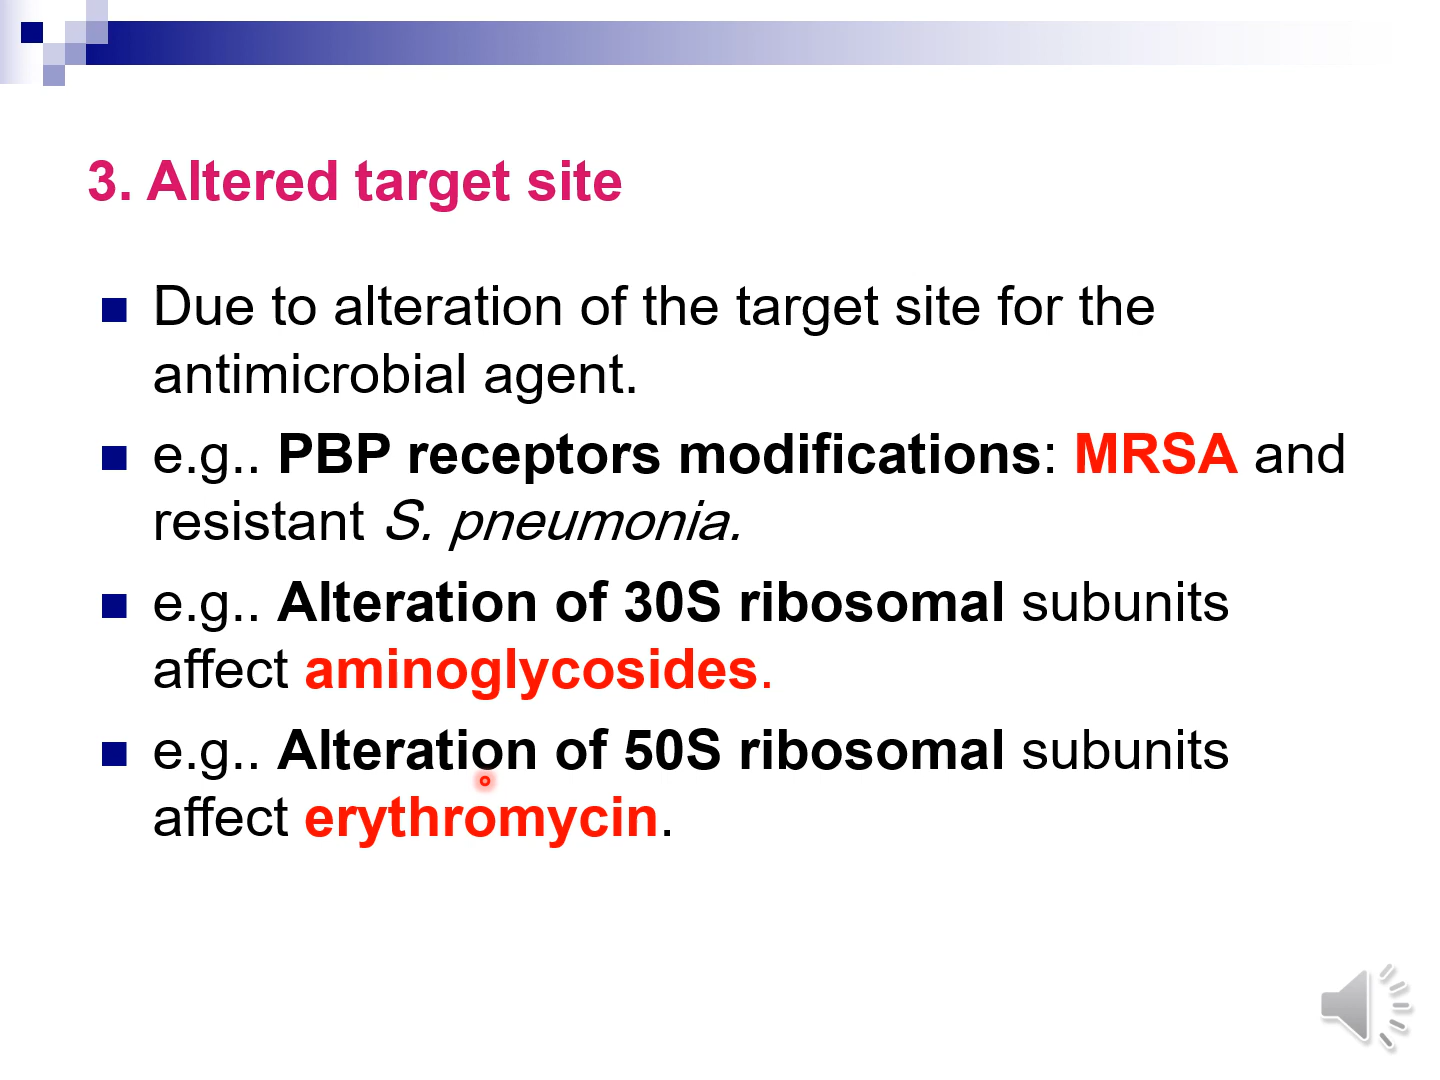 3. Altered target site
Due to alteration of the target site for the
antimicrobial agent.
e.g.. PBP receptors modifications: MRSA and
resistant S. pneumonia.
e.g.. Alteration of 30S ribosomal subunits
affect aminoglycosides.
e.g.. Alteration of 50S ribosomal subunits
affect erythromycin.